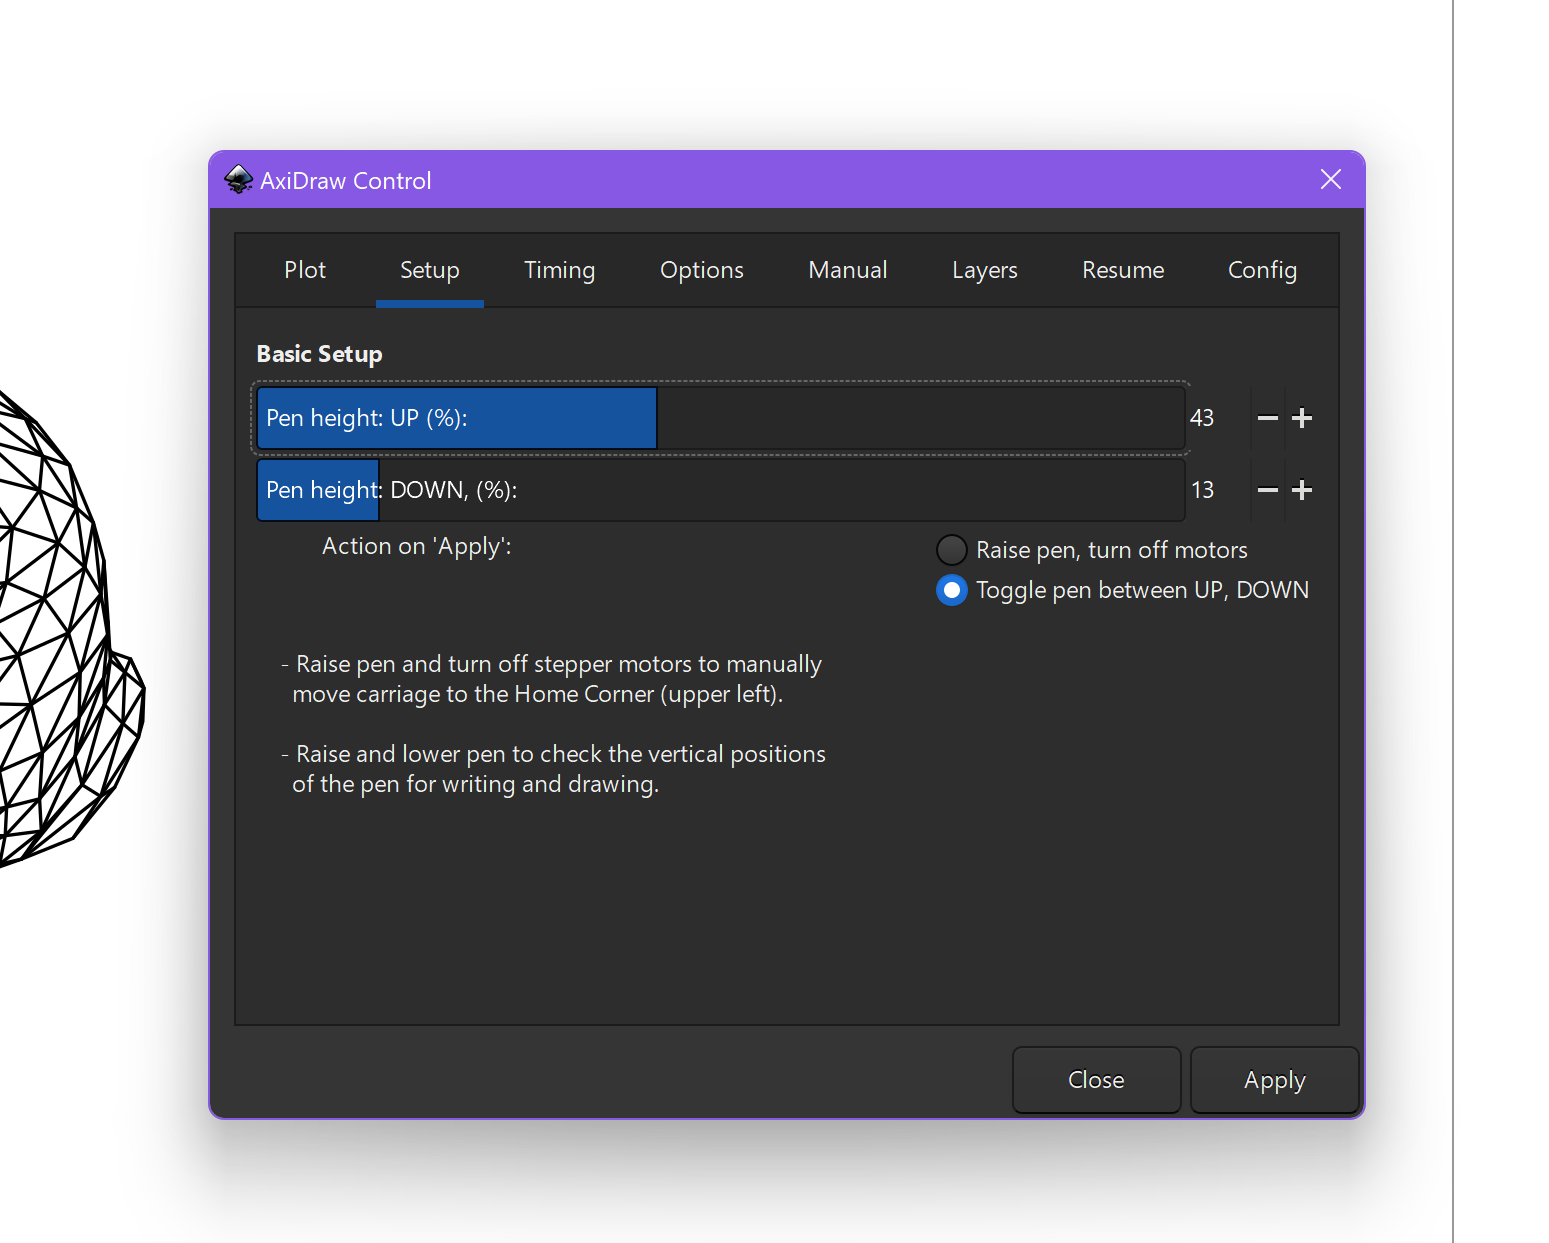 AxiDraw Control
Plot Setup Timing Options Manual Layers Resume Config
Basic Setup
Pen height: UP (%): 43
Pen height: DOWN, (%): 13
Action on 'Apply':
Raise pen, turn off motors
Toggle pen between UP, DOWN
- Raise pen and turn off stepper motors to manually
move carriage to the Home Corner (upper left).
- Raise and lower pen to check the vertical positions
of the pen for writing and drawing.
Close Apply